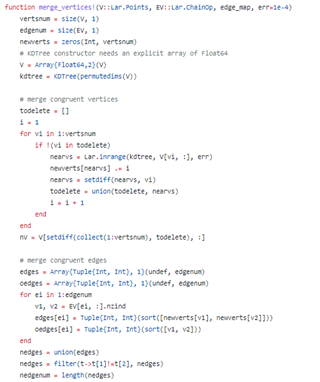 function merge_vertices!(V::Lar.Points, EV::Lar.ChainOp, edge_map, err=1e-4)
    vertsnum = size(V, 1)
    edgenum = size(EV, 1)
    newverts = zeros(Int, vertsnum)
    # KDTree constructor needs an explicit array of Float64
    V = Array{Float64,2}(V)
    kdtree = KDTree(permutedims(V))

    # merge congruent vertices
    todelete = []
    i = 1
    for vi in 1:vertsnum
        if !(vi in todelete)
            nearvs = Lar.inrange(kdtree, V[vi, :], err)
            newverts[nearvs] .= i
            nearvs = setdiff(nearvs, vi)
            todelete = union(todelete, nearvs)
            i = i + 1
        end
    end
    nV = V[setdiff(collect(1:vertsnum), todelete), :]

    # merge congruent edges
    edges = Array{Tuple{Int, Int}, 1}(undef, edgenum)
    oedges = Array{Tuple{Int, Int}, 1}(undef, edgenum)
    for ei in 1:edgenum
        v1, v2 = EV[ei, :].nzind
        edges[ei] = Tuple{Int, Int}(sort([newverts[v1], newverts[v2]]))
        oedges[ei] = Tuple{Int, Int}(sort([v1, v2]))
    end
    nedges = union(edges)
    nedges = filter(t->t[1]!=t[2], nedges)
    nedgenum = length(nedges)